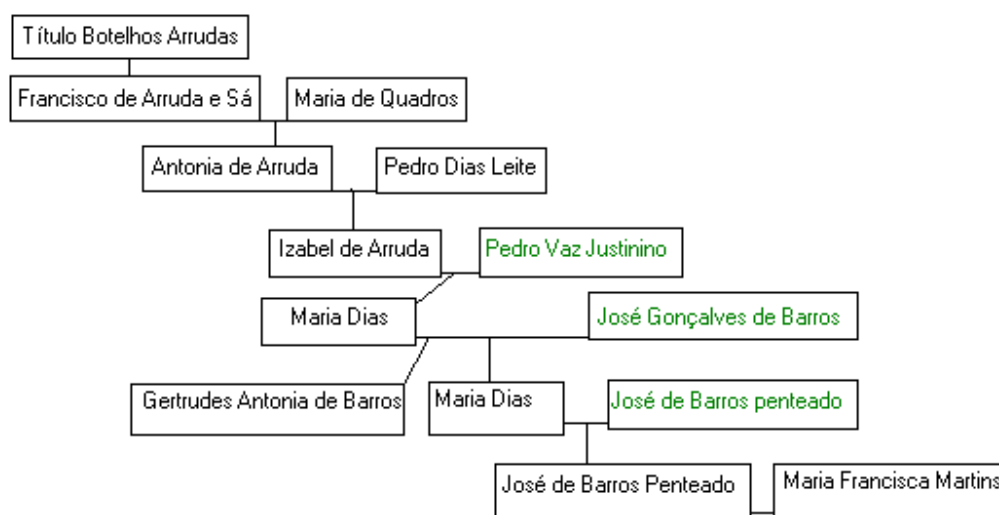 Título Botelhos Arrudas
Francisco de Arruda e Sá
Maria de Quadros
Antonia de Arruda
Pedro Dias Leite
Izabel de Arruda
Pedro Vaz Justinino
Maria Dias
José Gonçalves de Barros
Gertrudes Antonia de Barros
Maria Dias
José de Barros penteado
José de Barros Penteado
Maria Francisca Martins